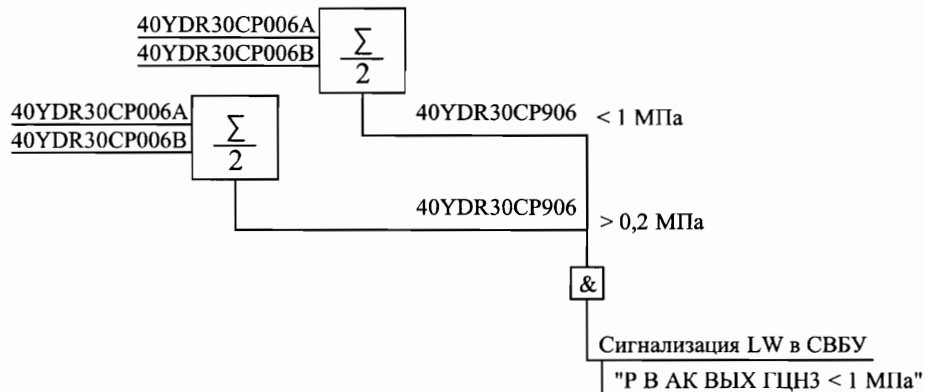 40YDR30CP006A
40YDR30CP006B
Σ
2
40YDR30CP006A
40YDR30CP006B
Σ
2
40YDR30CP906 < 1 МПа
40YDR30CP906 > 0,2 МПа
&
Сигнализация LW в СВБУ
"Р В АК ВЫХ ГЦН3 < 1 МПа"